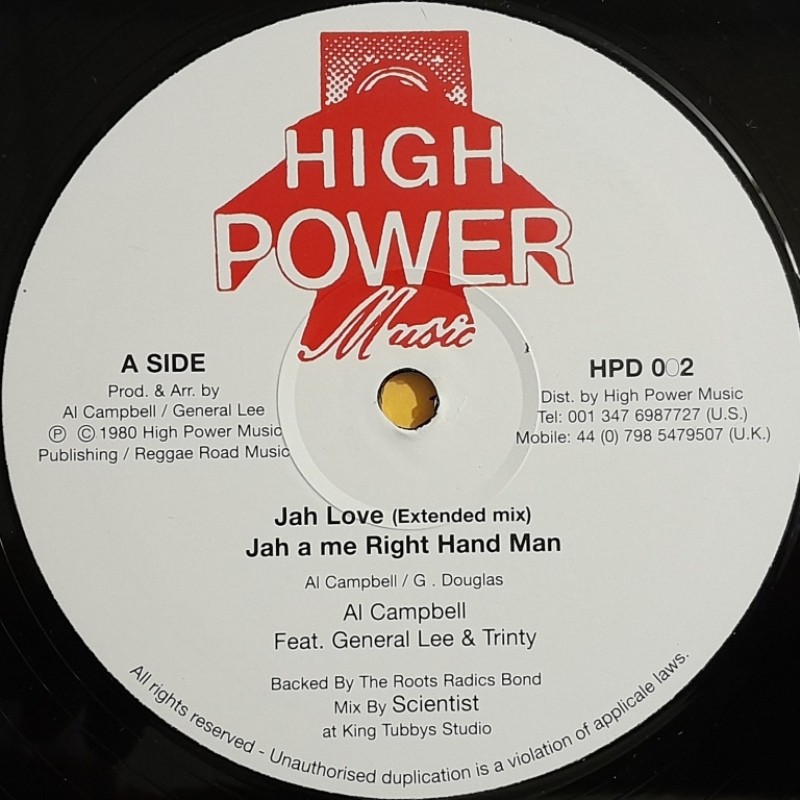 HIGH
POWER
Music
A SIDE
Prod. & Arr. by
Al Campbell / General Lee
Ⓟ © 1980 High Power Music
Publishing / Reggae Road Music
HPD 002
Dist. by High Power Music
Tel: 001 347 6987727 (U.S.)
Mobile: 44 (0) 798 5479507 (U.K.)
Jah Love (Extended mix)
Jah a me Right Hand Man
Al Campbell / G . Douglas
Al Campbell
Feat. General Lee & Trinty
Backed By The Roots Radics Bond
Mix By Scientist
at King Tubbys Studio
All rights reserved - Unauthorised duplication is a violation of applicale laws.